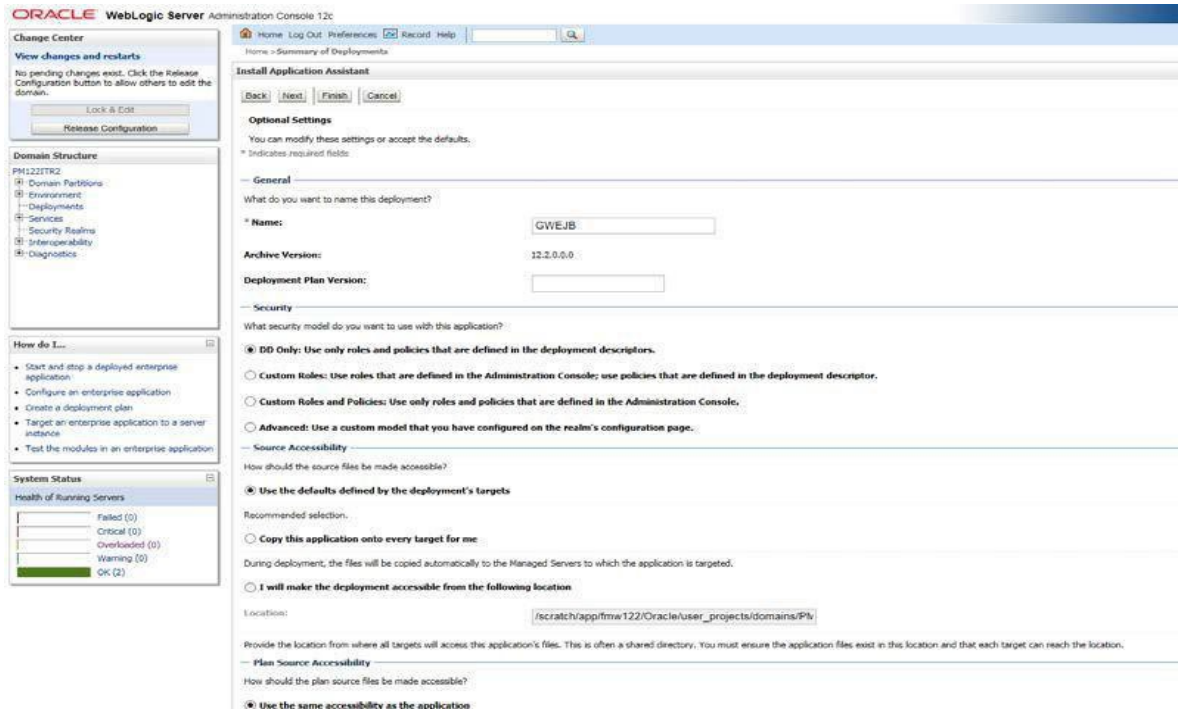 ORACLE WebLogic Server Administration Console 12c
Change Center
View changes and restarts
No pending changes exist. Click the Release
Configuration button to allow others to edit the
domain.
Lock & Edit
Release Configuration
Domain Structure
PM122ITR2
Domain Partitions
Environment
Deployments
Services
Security Realms
Interoperability
Diagnostics
How do I...
Start and stop a deployed enterprise
application
Configure an enterprise application
Create a deployment plan
Target an enterprise application to a server
instance
Test the modules in an enterprise application
System Status
Health of Running Servers
Failed (0)
Critical (0)
Overloaded (0)
Warning (0)
OK (2)
Home Log Out Preferences Record Help
Home > Summary of Deployments
Install Application Assistant
Back Next Finish Cancel
Optional Settings
You can modify these settings or accept the defaults.
* Indicates required fields
General
What do you want to name this deployment?
* Name: GWEJB
Archive Version: 12.2.0.0.0
Deployment Plan Version:
Security
What security model do you want to use with this application?
DD Only: Use only roles and policies that are defined in the deployment descriptors.
Custom Roles: Use roles that are defined in the Administration Console; use policies that are defined in the deployment descriptor.
Custom Roles and Policies: Use only roles and policies that are defined in the Administration Console.
Advanced: Use a custom model that you have configured on the realm's configuration page.
Source Accessibility
How should the source files be made accessible?
Use the defaults defined by the deployment's targets
Recommended selection.
Copy this application onto every target for me
During deployment, the files will be copied automatically to the Managed Servers to which the application is targeted.
I will make the deployment accessible from the following location
Location: /scratch/app/fmw122/Oracle/user_projects/domains/PM
Provide the location from where all targets will access this application's files. This is often a shared directory. You must ensure the application files exist in this location and that each target can reach the location.
Plan Source Accessibility
How should the plan source files be made accessible?
Use the same accessibility as the application